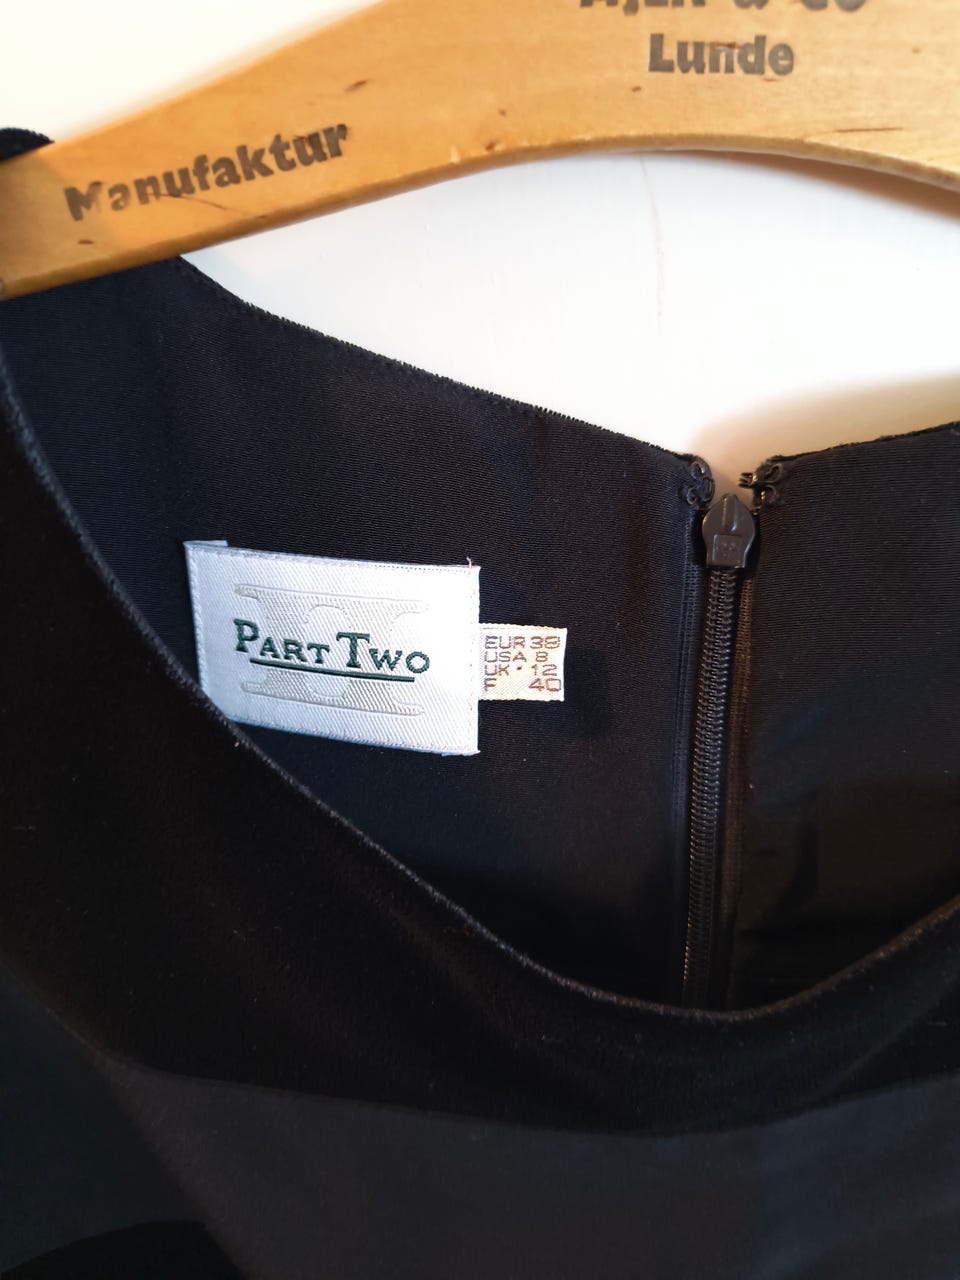 Lunde
Manufaktur
PART TWO
EUR 38
USA 8
UK · 12
F 40